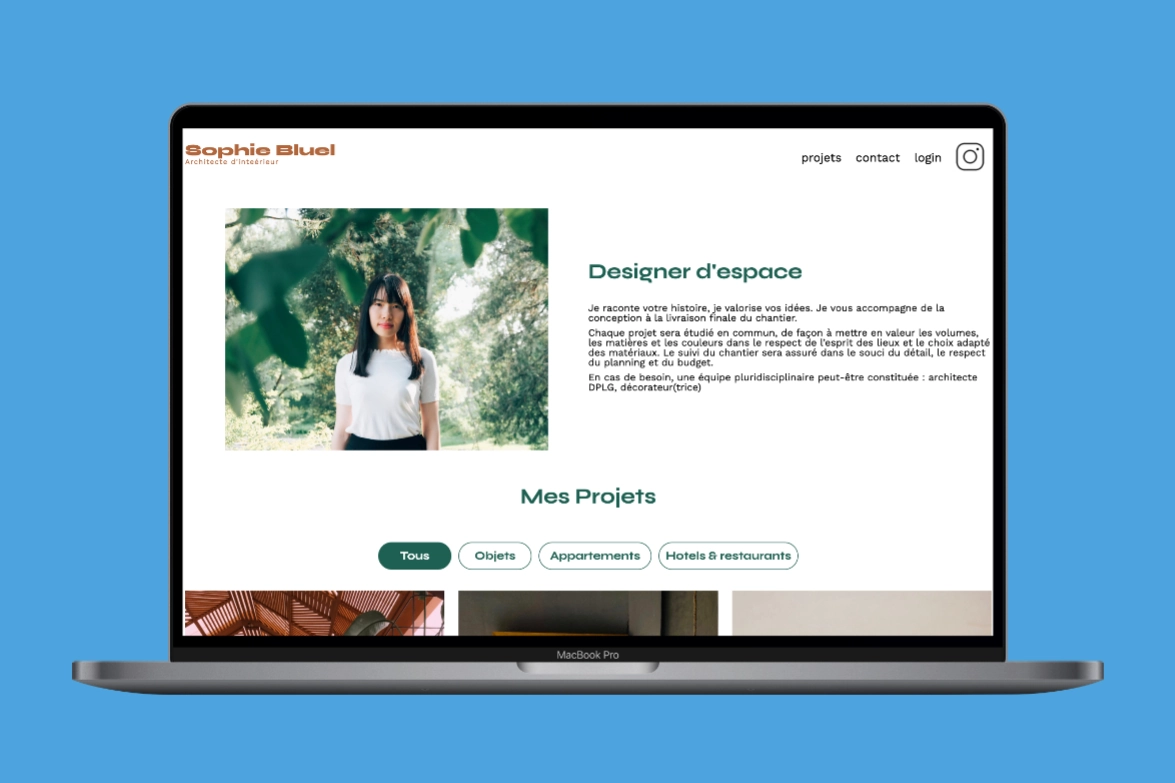 Sophie Bluel
Architecte d'inteérieur
projets
contact
login
Designer d'espace
Je raconte votre histoire, je valorise vos idées. Je vous accompagne de la
conception à la livraison finale du chantier.
Chaque projet sera étudié en commun, de façon à mettre en valeur les volumes,
les matières et les couleurs dans le respect de l'esprit des lieux et le choix adapté
des matériaux. Le suivi du chantier sera assuré dans le souci du détail, le respect
du planning et du budget.
En cas de besoin, une équipe pluridisciplinaire peut-être constituée : architecte
DPLG, décorateur(trice)
Mes Projets
Tous
Objets
Appartements
Hotels & restaurants
MacBook Pro